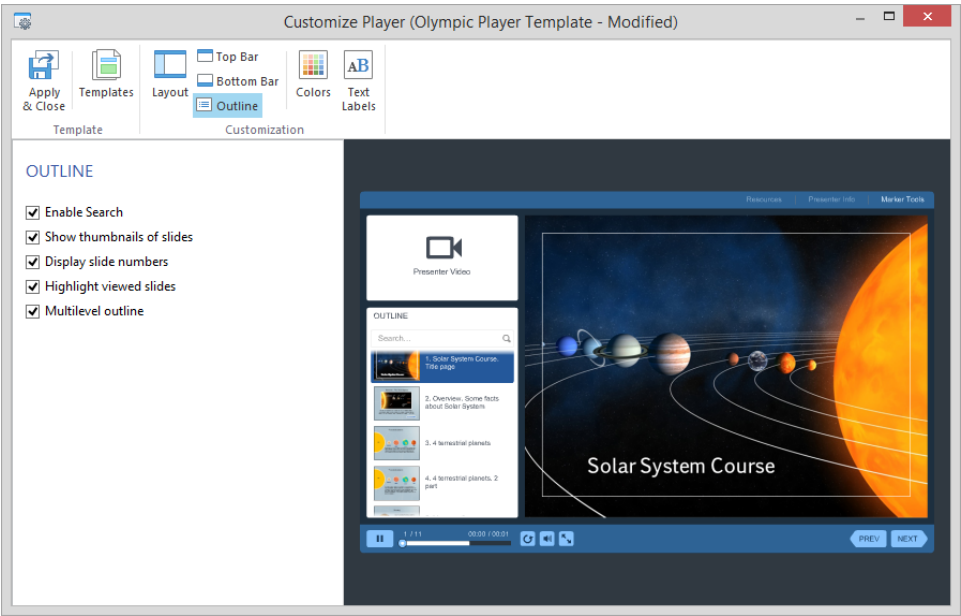 Customize Player (Olympic Player Template - Modified)
Apply & Close
Templates
Layout
Top Bar
Bottom Bar
Outline
Colors
AB
Text Labels
Template
Customization
OUTLINE
Enable Search
Show thumbnails of slides
Display slide numbers
Highlight viewed slides
Multilevel outline
Resources
Presenter Info
Marker Tools
Presenter Video
OUTLINE
Search...
1. Solar System Course.
Title page
2. Overview. Some facts
about Solar System
3. 4 terrestrial planets
4. 4 terrestrial planets. 2
part
Solar System Course
1 / 11
00:00 / 00:01
PREV
NEXT